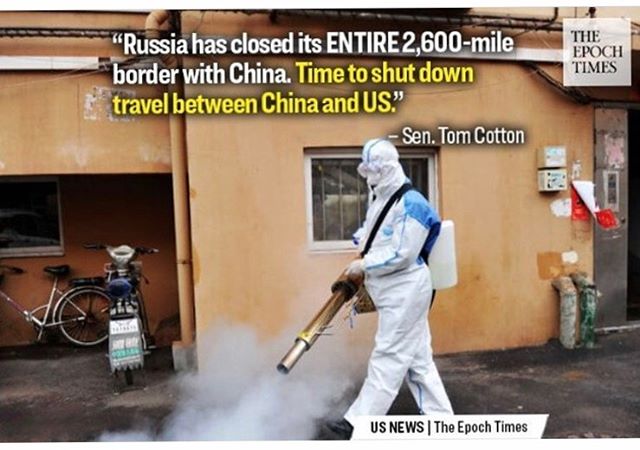 "Russia has closed its ENTIRE 2,600-mile
border with China. Time to shut down
travel between China and US."
– Sen. Tom Cotton
THE
EPOCH
TIMES
US NEWS | The Epoch Times